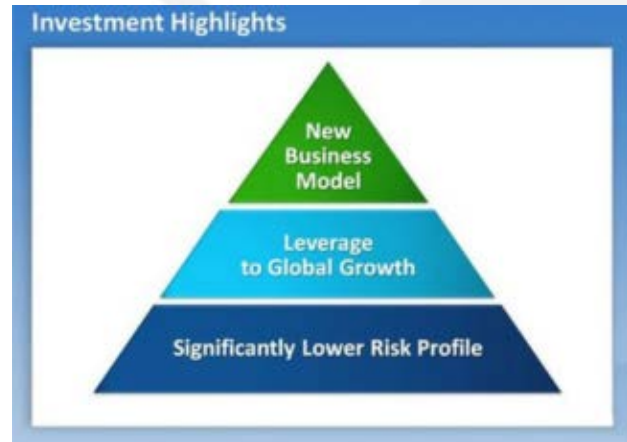 Investment Highlights
New
Business
Model
Leverage
to Global Growth
Significantly Lower Risk Profile